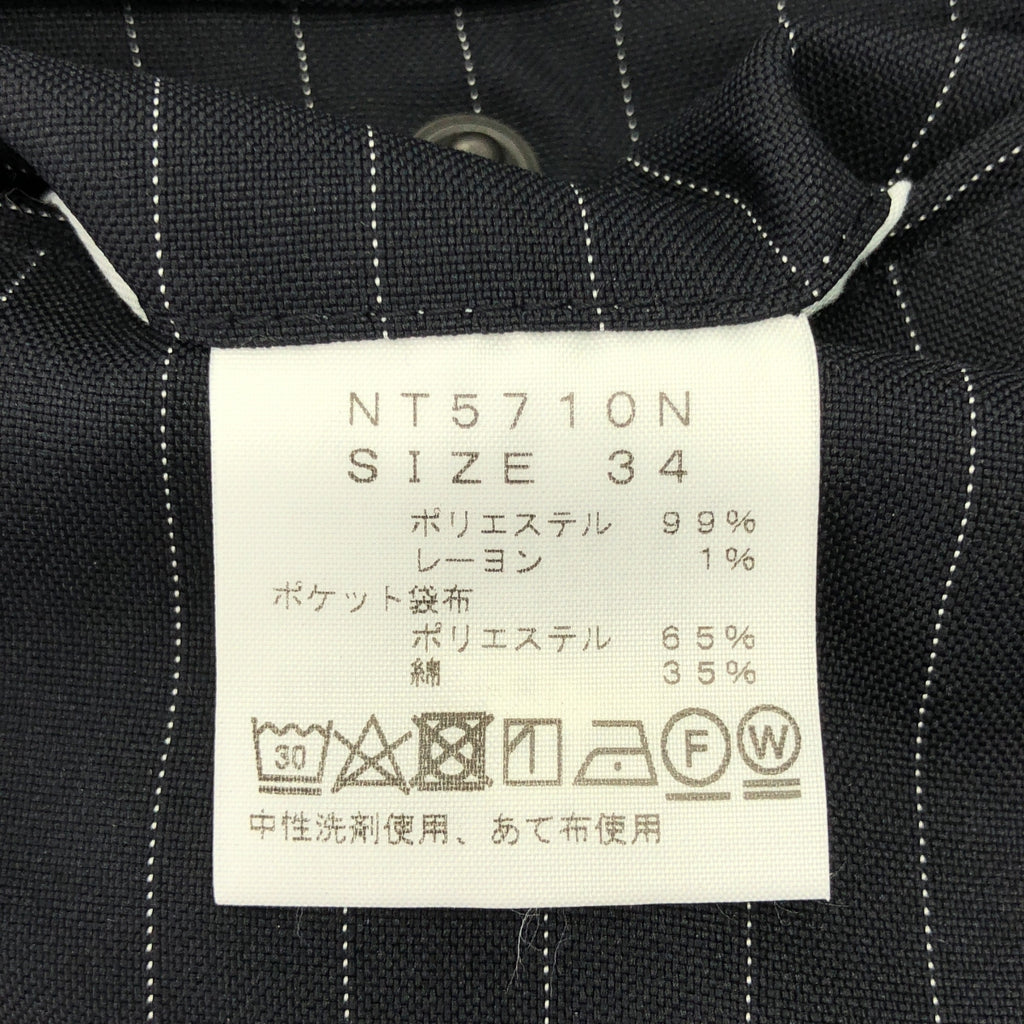 NT5710N
SIZE 34
ポリエステル 99%
レーヨン 1%
ポケット袋布
ポリエステル 65%
綿 35%
30 F W
中性洗剤使用、あて布使用